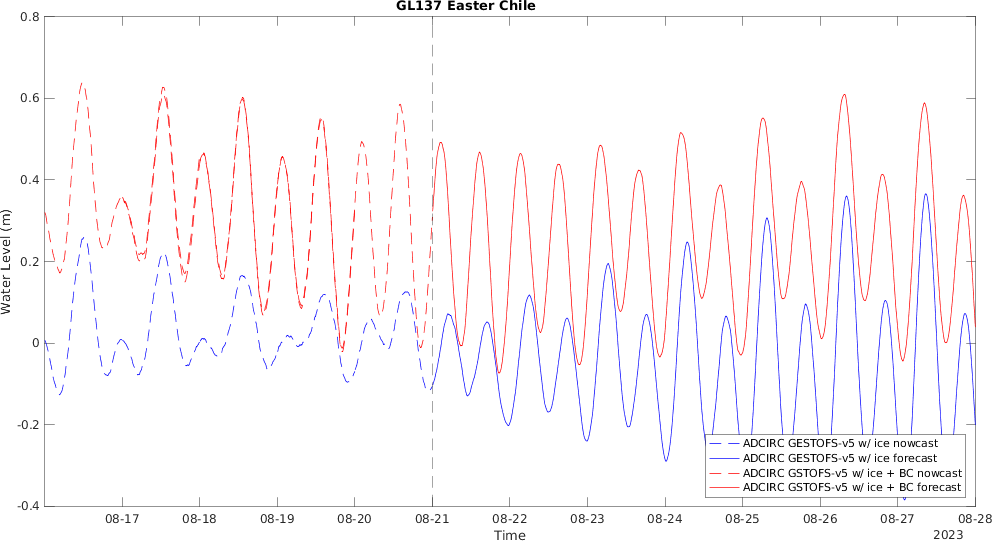 GL137 Easter Chile
Water Level (m)
0.8
0.6
0.4
0.2
0
-0.2
-0.4
ADCIRC GESTOFS-v5 w/ ice nowcast
ADCIRC GESTOFS-v5 w/ ice forecast
ADCIRC GSTOFS-v5 w/ ice + BC nowcast
ADCIRC GSTOFS-v5 w/ ice + BC forecast
08-17 08-18 08-19 08-20 08-21 08-22 08-23 08-24 08-25 08-26 08-27 08-28
Time
2023